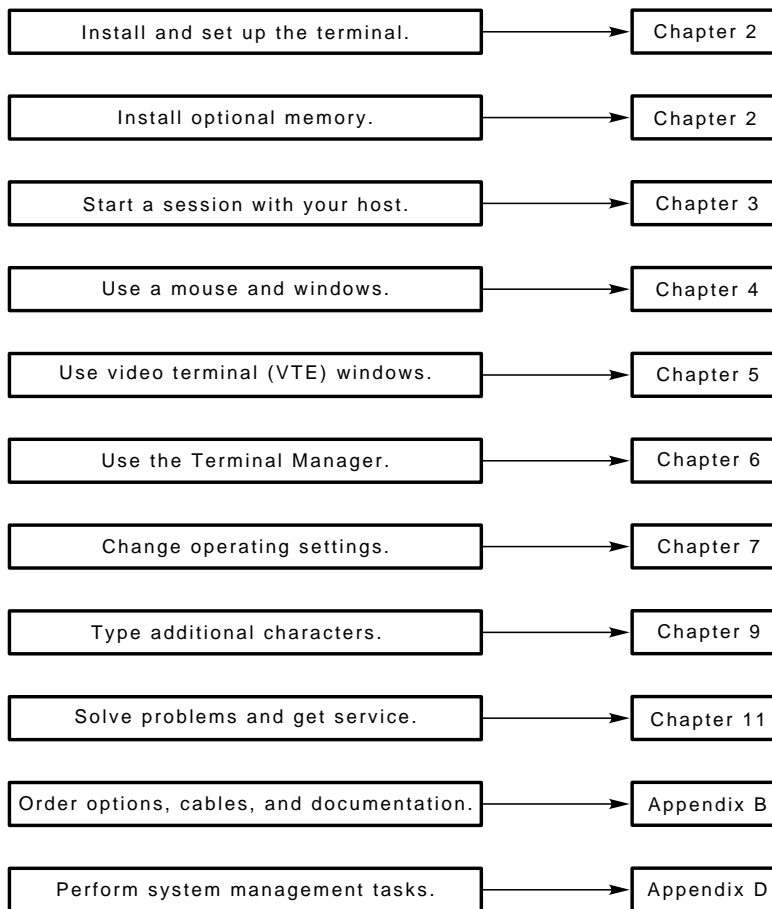 Install and set up the terminal. Chapter 2
Install optional memory. Chapter 2
Start a session with your host. Chapter 3
Use a mouse and windows. Chapter 4
Use video terminal (VTE) windows. Chapter 5
Use the Terminal Manager. Chapter 6
Change operating settings. Chapter 7
Type additional characters. Chapter 9
Solve problems and get service. Chapter 11
Order options, cables, and documentation. Appendix B
Perform system management tasks. Appendix D